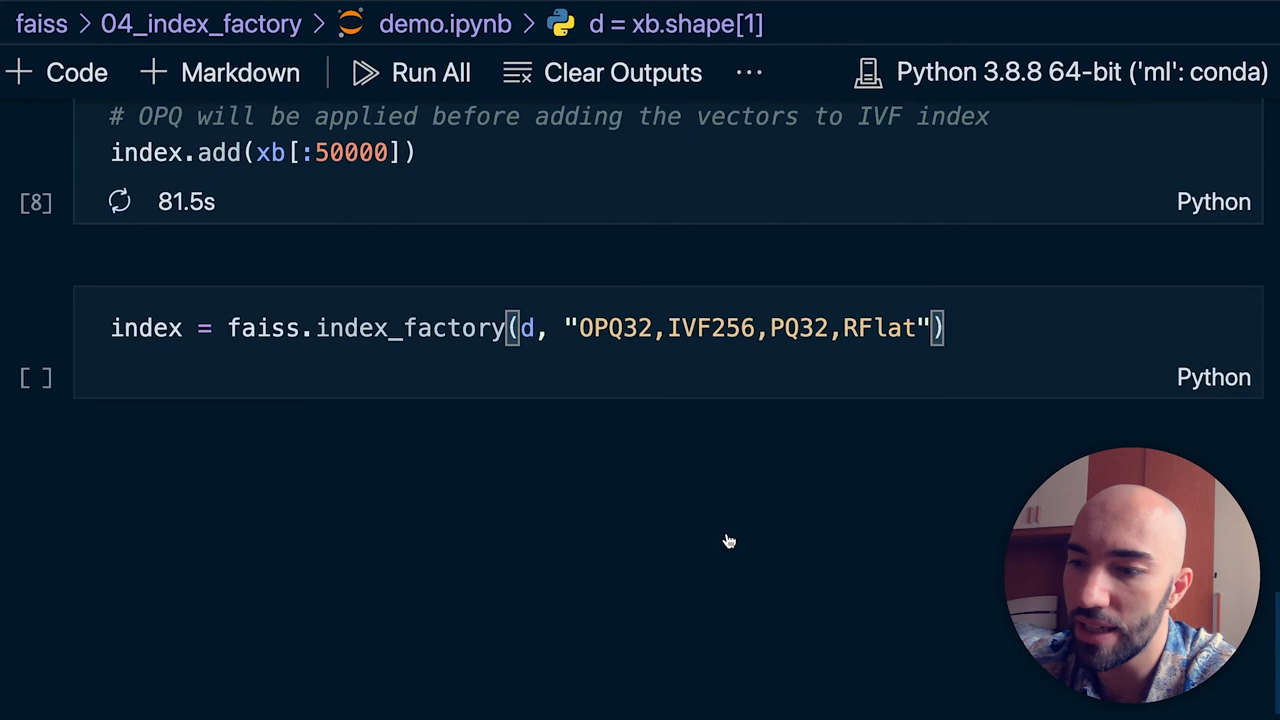 faiss > 04_index_factory > demo.ipynb > d = xb.shape[1]
+ Code + Markdown Run All Clear Outputs ··· Python 3.8.8 64-bit ('ml': conda)
# OPQ will be applied before adding the vectors to IVF index
index.add(xb[:50000])
[8] 81.5s Python
index = faiss.index_factory(d, "OPQ32,IVF256,PQ32,RFlat")
[ ] Python